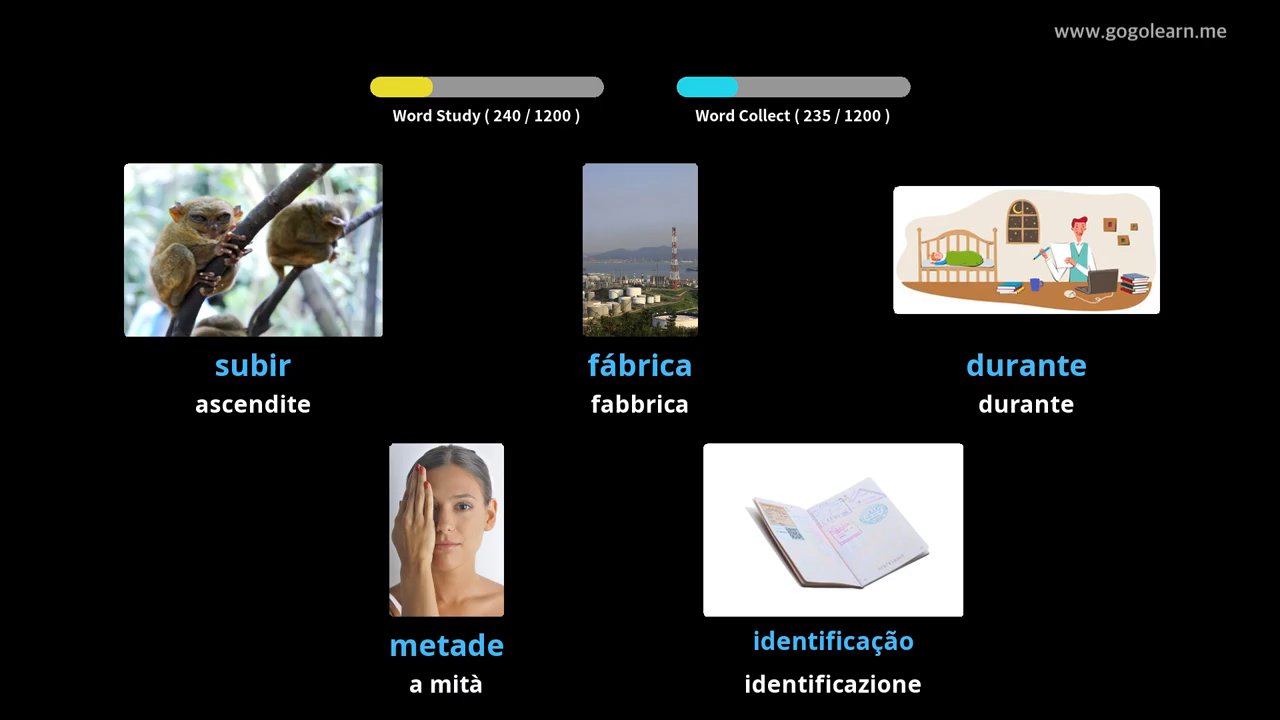 www.gogolearn.me
Word Study ( 240 / 1200 )
Word Collect ( 235 / 1200 )
subir
ascendite
fábrica
fabbrica
durante
durante
metade
a mità
identificação
identificazione